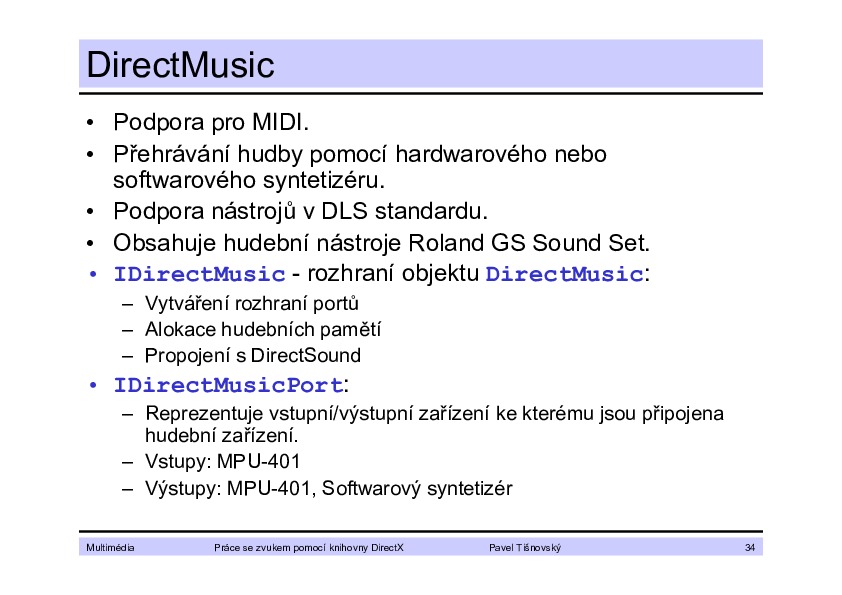 DirectMusic
• Podpora pro MIDI.
• Přehrávání hudby pomocí hardwarového nebo
softwarového syntetizéru.
• Podpora nástrojů v DLS standardu.
• Obsahuje hudební nástroje Roland GS Sound Set.
• IDirectMusic - rozhraní objektu DirectMusic:
– Vytváření rozhraní portů
– Alokace hudebních pamětí
– Propojení s DirectSound
• IDirectMusicPort:
– Reprezentuje vstupní/výstupní zařízení ke kterému jsou připojena
hudební zařízení.
– Vstupy: MPU-401
– Výstupy: MPU-401, Softwarový syntetizér
Multimédia Práce se zvukem pomocí knihovny DirectX Pavel Tišnovský 34